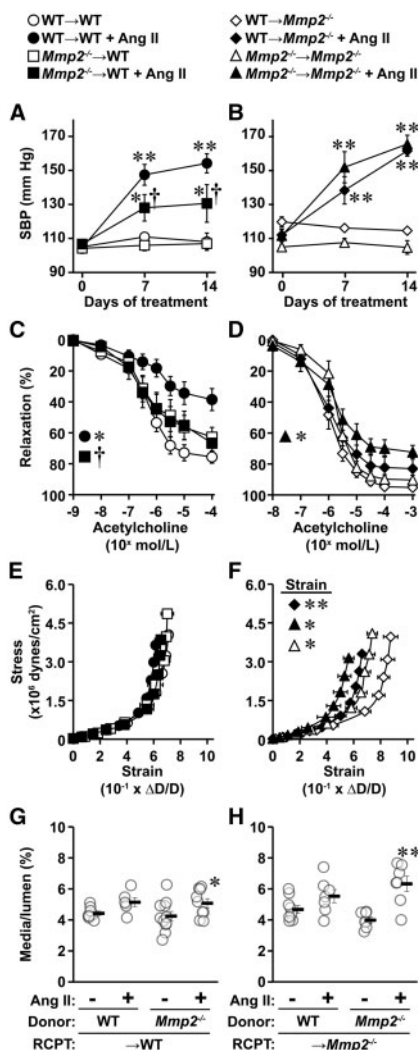 WT→WT
WT→WT + Ang II
Mmp2-/-→WT
Mmp2-/-→WT + Ang II
WT→Mmp2-/-
WT→Mmp2-/- + Ang II
Mmp2-/-→Mmp2-/-
Mmp2-/-→Mmp2-/- + Ang II
A
SBP (mm Hg)
170
150
130
110
90
** **
*† *†
0 7 14
Days of treatment
B
170
150
130
110
90
** **
** **
0 7 14
Days of treatment
C
Relaxation (%)
0
20
40
60
80
100
*
†
-9 -8 -7 -6 -5 -4
Acetylcholine
(10ˣ mol/L)
D
0
20
40
60
80
100
*
-8 -7 -6 -5 -4 -3
Acetylcholine
(10ˣ mol/L)
E
Stress
(x10⁶ dynes/cm²)
6.0
4.5
3.0
1.5
0
0 2 4 6 8 10
Strain
(10⁻¹ x ΔD/D)
F
Strain
**
*
*
6.0
4.5
3.0
1.5
0
0 2 4 6 8 10
Strain
(10⁻¹ x ΔD/D)
G
Media/lumen (%)
10
8
6
4
2
0
*
H
10
8
6
4
2
0
**
Ang II: - + - +
Donor: WT Mmp2-/-
RCPT: →WT
Ang II: - + - +
Donor: WT Mmp2-/-
RCPT: →Mmp2-/-